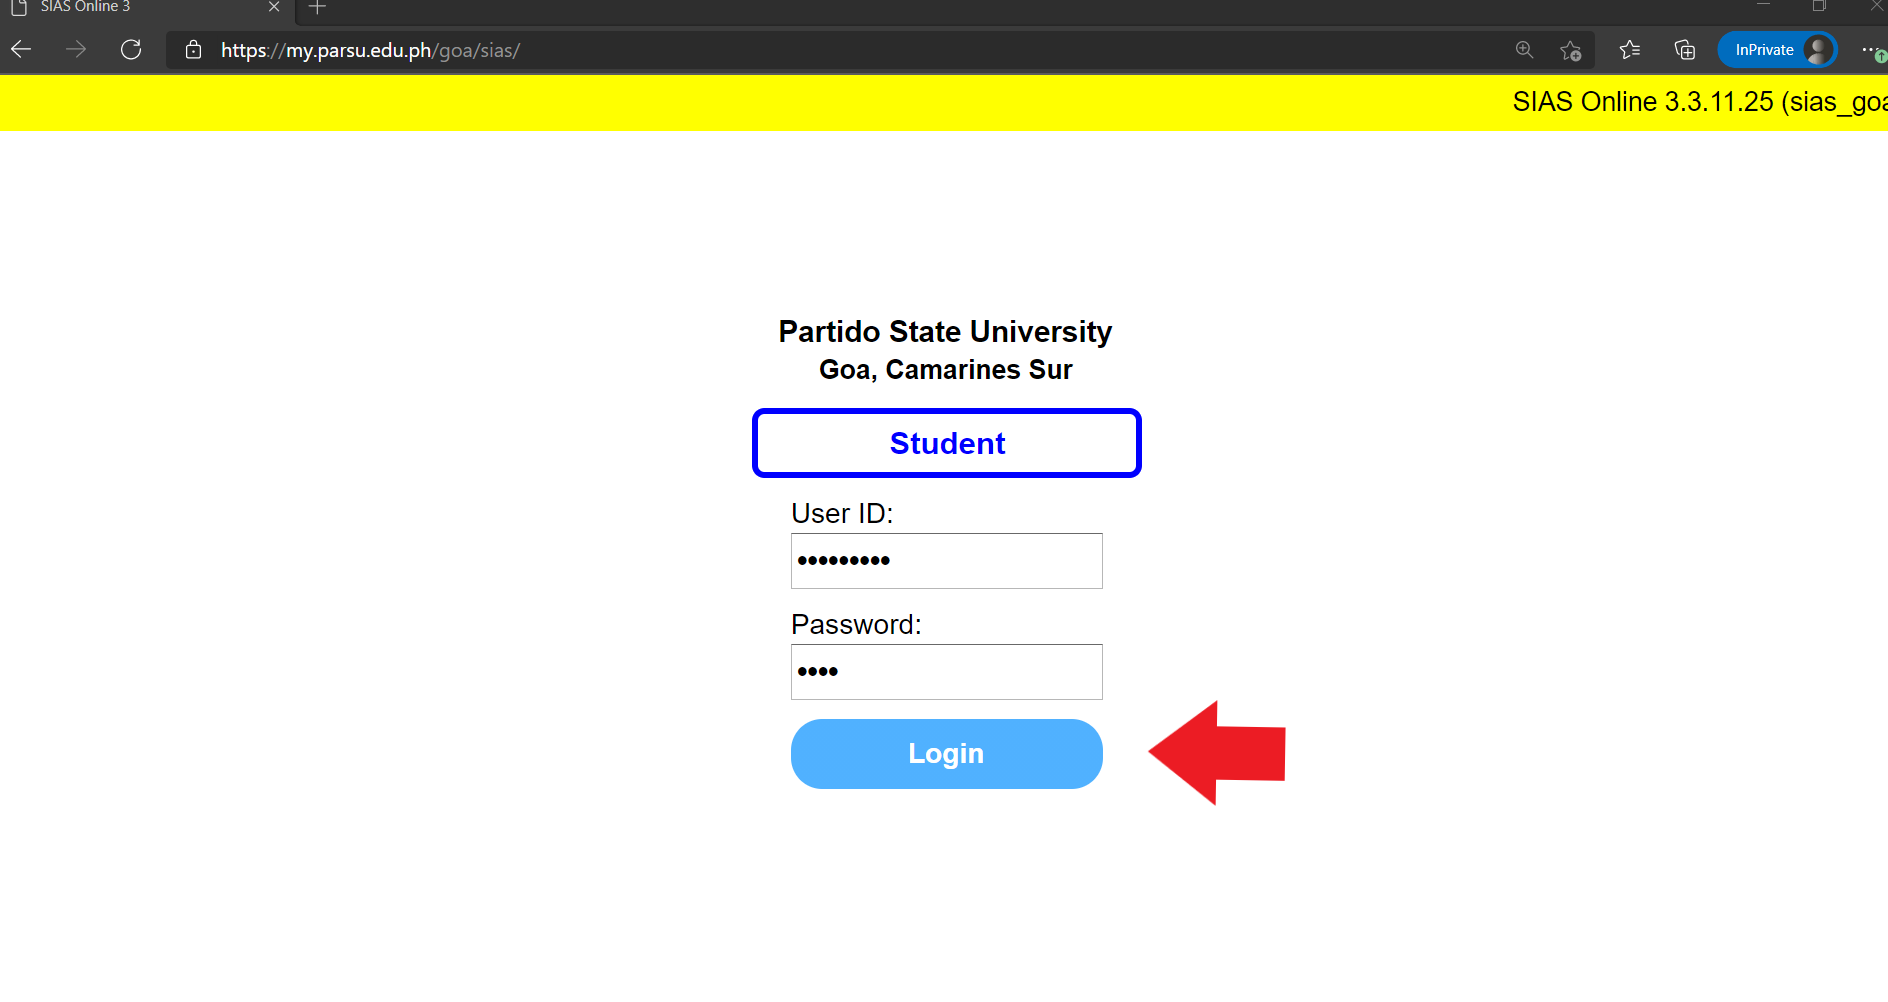 SIAS Online 3
https://my.parsu.edu.ph/goa/sias/
InPrivate
SIAS Online 3.3.11.25 (sias_goa
Partido State University
Goa, Camarines Sur
Student
User ID:
Password:
Login